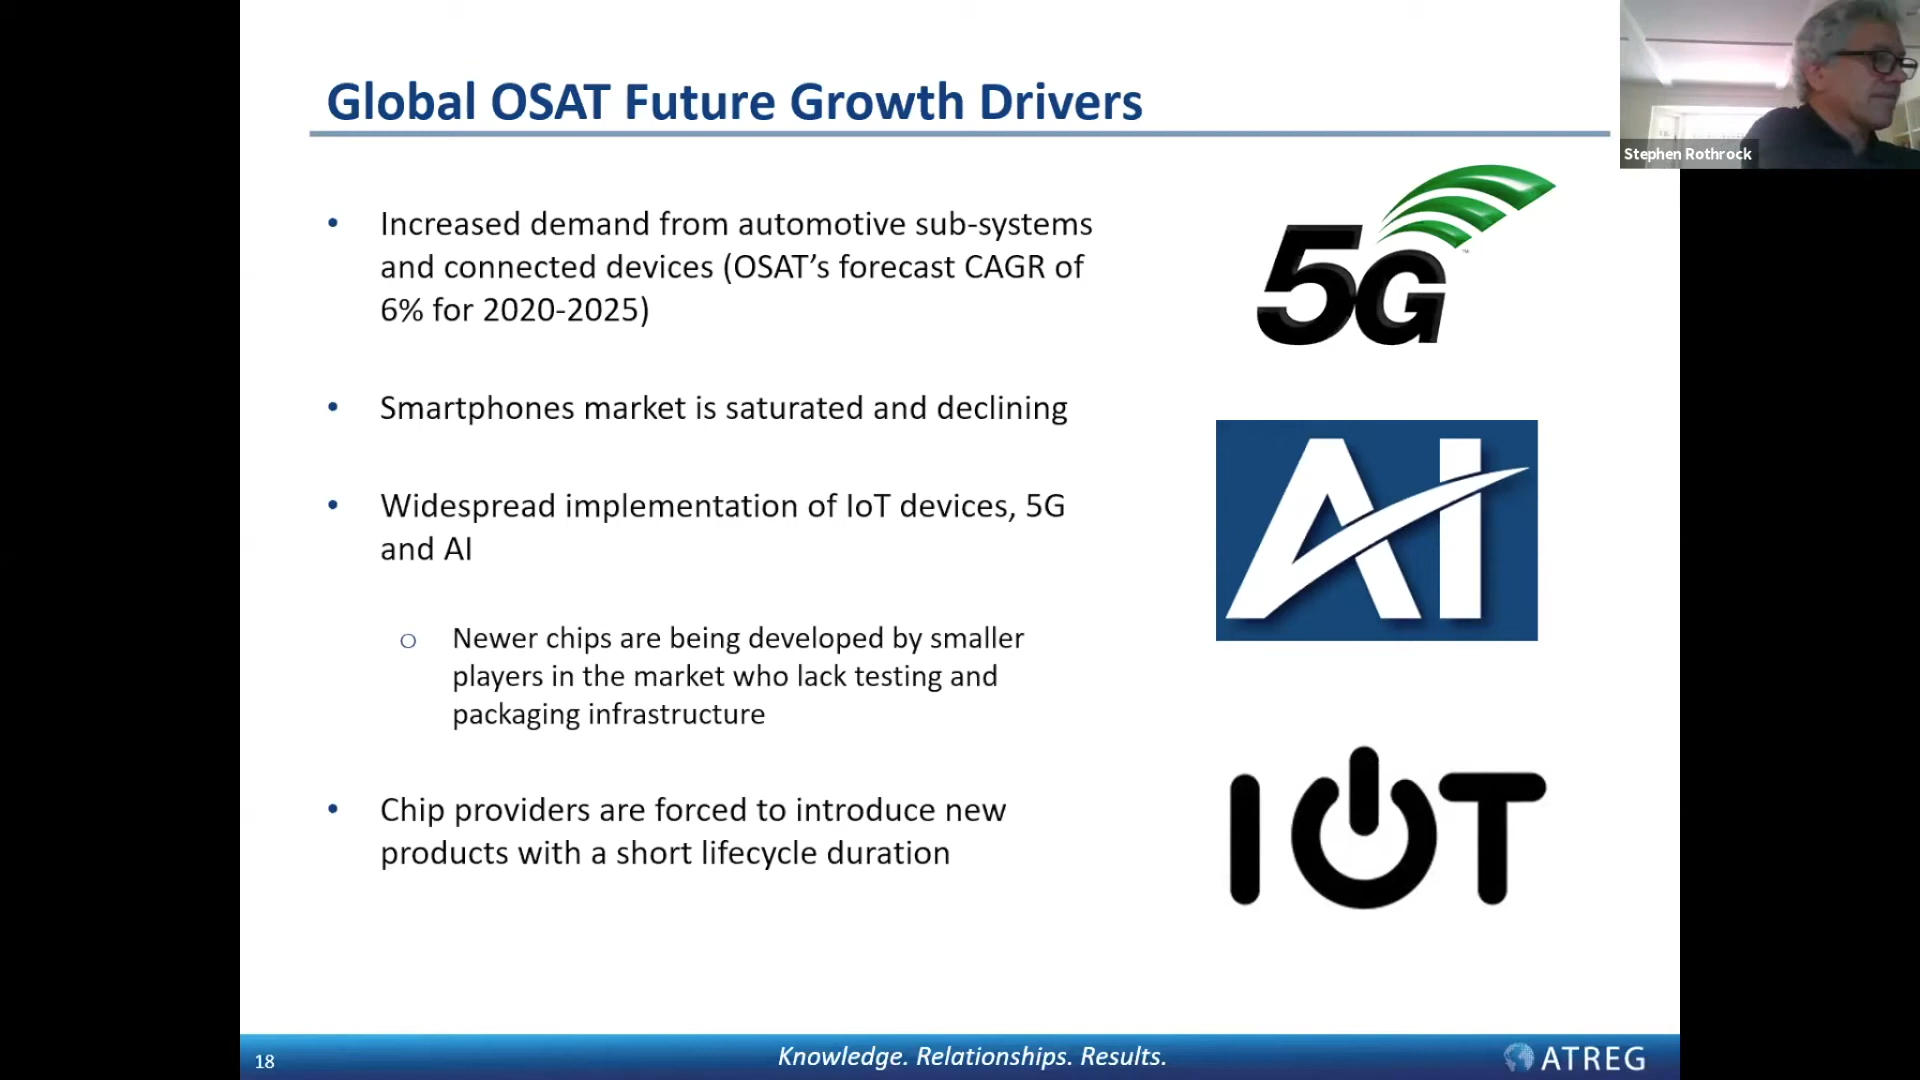 Global OSAT Future Growth Drivers
Stephen Rothrock
• Increased demand from automotive sub-systems
and connected devices (OSAT’s forecast CAGR of
6% for 2020-2025)
• Smartphones market is saturated and declining
• Widespread implementation of IoT devices, 5G
and AI
o Newer chips are being developed by smaller
players in the market who lack testing and
packaging infrastructure
• Chip providers are forced to introduce new
products with a short lifecycle duration
5G
™
AI
IOT
18
Knowledge. Relationships. Results.
ATREG